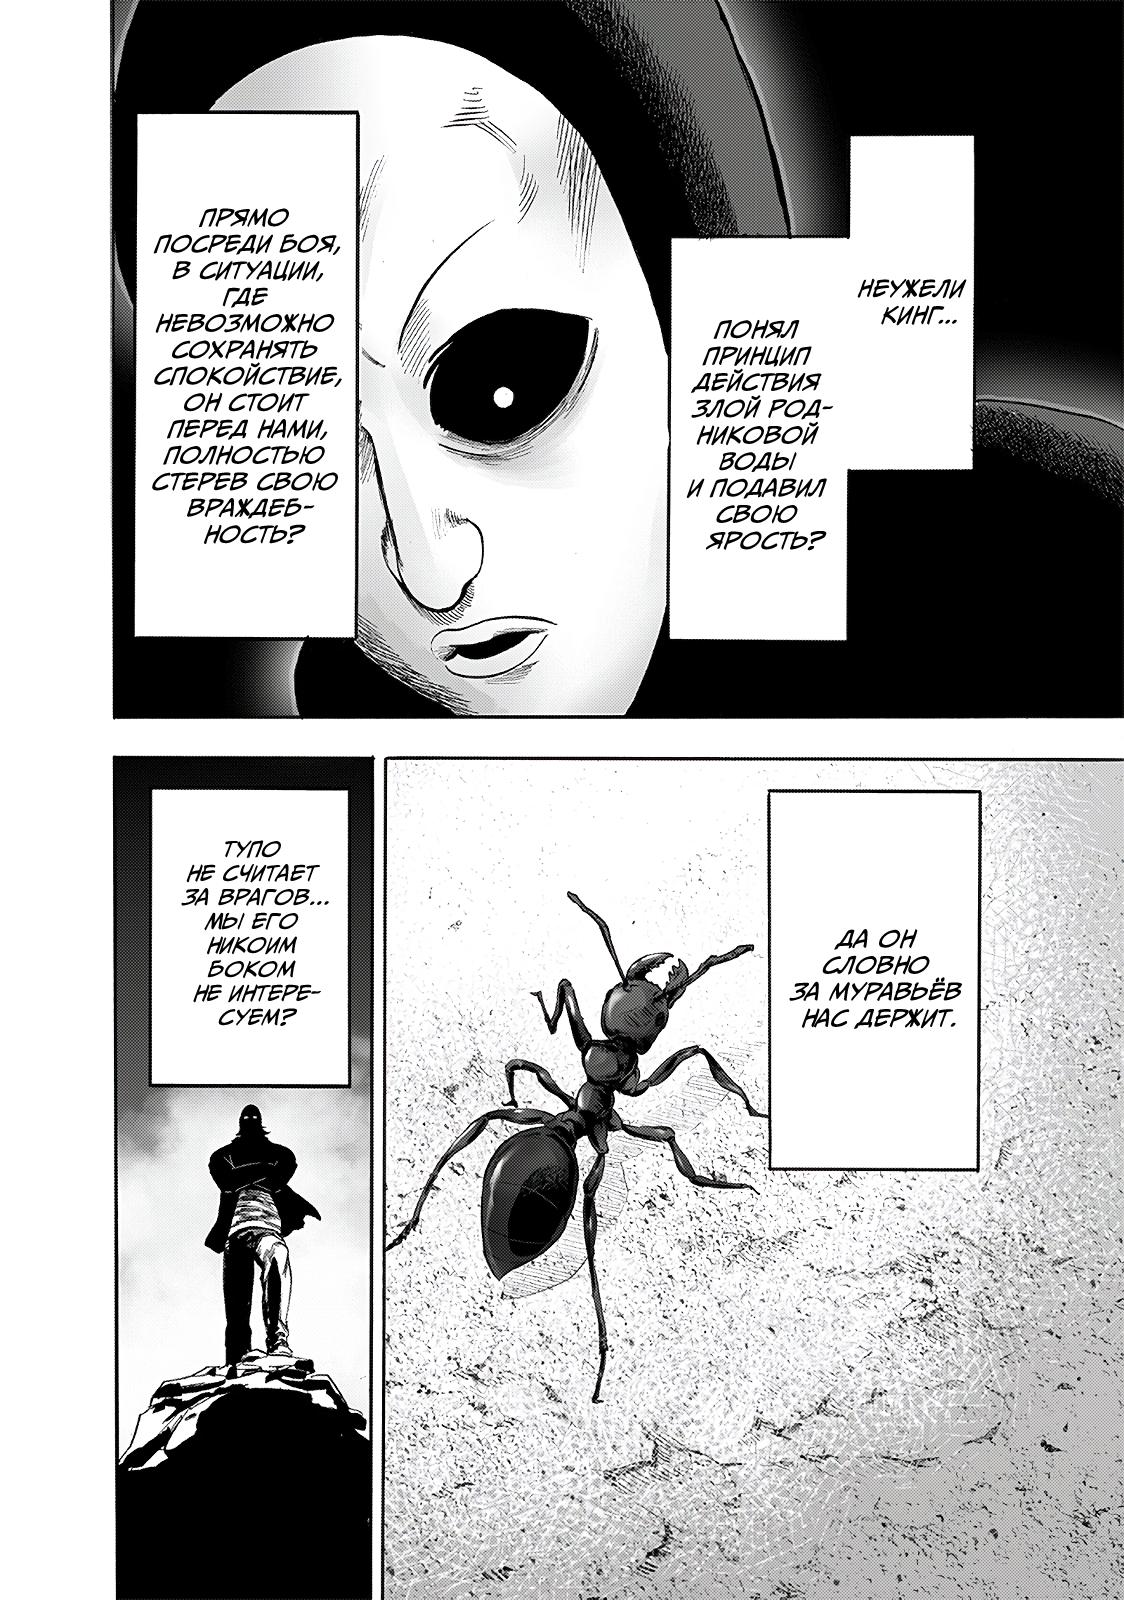 НЕУЖЕЛИ
КИНГ...
ПОНЯЛ
ПРИНЦИП
ДЕЙСТВИЯ
ЗЛОЙ РОД-
НИКОВОЙ
ВОДЫ
И ПОДАВИЛ
СВОЮ
ЯРОСТЬ?
ПРЯМО
ПОСРЕДИ БОЯ,
В СИТУАЦИИ,
ГДЕ
НЕВОЗМОЖНО
СОХРАНЯТЬ
СПОКОЙСТВИЕ,
ОН СТОИТ
ПЕРЕД НАМИ,
ПОЛНОСТЬЮ
СТЕРЕВ СВОЮ
ВРАЖДЕБ-
НОСТЬ?
ДА ОН
СЛОВНО
ЗА МУРАВЬЁВ
НАС ДЕРЖИТ.
ТУПО
НЕ СЧИТАЕТ
ЗА ВРАГОВ...
МЫ ЕГО
НИКОИМ
БОКОМ
НЕ ИНТЕРЕ-
СУЕМ?